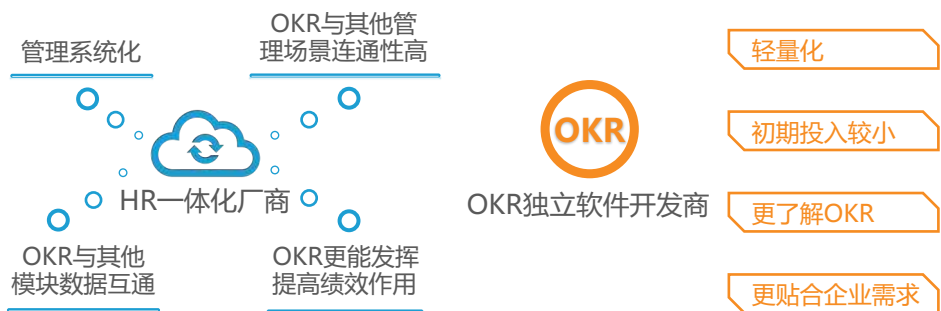 管理系统化
OKR与其他管
理场景连通性高
HR一体化厂商
OKR与其他
模块数据互通
OKR更能发挥
提高绩效作用
OKR
OKR独立软件开发商
轻量化
初期投入较小
更了解OKR
更贴合企业需求